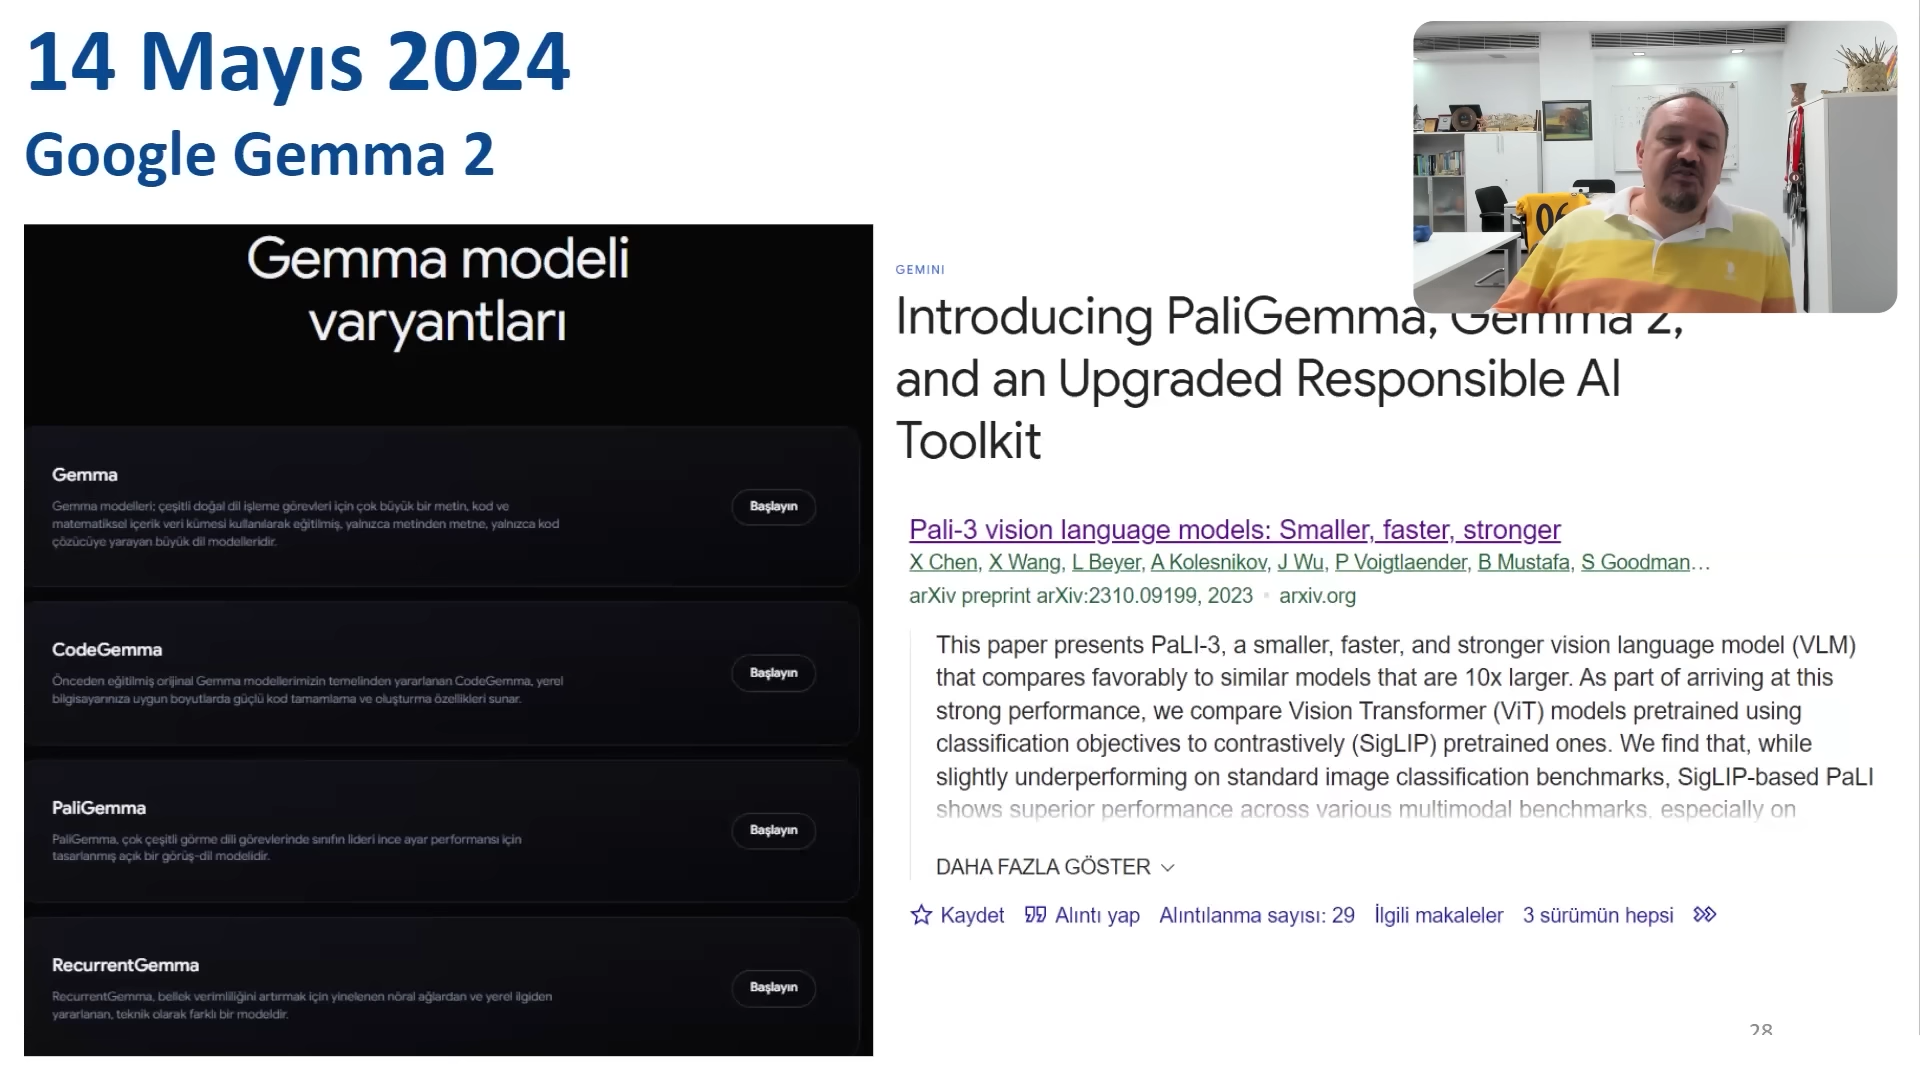 14 Mayıs 2024
Google Gemma 2
Gemma modeli
varyantları
Gemma
Gemma modelleri; çeşitli doğal dil işleme görevleri için çok büyük bir metin, kod ve
matematiksel içerik veri kümesi kullanılarak eğitilmiş, yalnızca metinden metne, yalnızca kod
çözücüye yarayan büyük dil modelleridir.
Başlayın
CodeGemma
Önceden eğitilmiş orijinal Gemma modellerimizin temelinden yararlanan CodeGemma, yerel
bilgisayarınıza uygun boyutlarda güçlü kod tamamlama ve oluşturma özellikleri sunar.
Başlayın
PaliGemma
PaliGemma, çok çeşitli görme dili görevlerinde sınıfın lideri ince ayar performansı için
tasarlanmış açık bir görüş-dil modelidir.
Başlayın
RecurrentGemma
RecurrentGemma, bellek verimliliğini artırmak için yinelenen nöral ağlardan ve yerel ilgiden
yararlanan, teknik olarak farklı bir modeldir.
Başlayın
GEMINI
Introducing PaliGemma, Gemma 2,
and an Upgraded Responsible AI
Toolkit
Pali-3 vision language models: Smaller, faster, stronger
X Chen, X Wang, L Beyer, A Kolesnikov, J Wu, P Voigtlaender, B Mustafa, S Goodman…
arXiv preprint arXiv:2310.09199, 2023 • arxiv.org
This paper presents PaLI-3, a smaller, faster, and stronger vision language model (VLM)
that compares favorably to similar models that are 10x larger. As part of arriving at this
strong performance, we compare Vision Transformer (ViT) models pretrained using
classification objectives to contrastively (SigLIP) pretrained ones. We find that, while
slightly underperforming on standard image classification benchmarks, SigLIP-based PaLI
shows superior performance across various multimodal benchmarks, especially on
DAHA FAZLA GÖSTER
Kaydet Alıntı yap Alıntılanma sayısı: 29 İlgili makaleler 3 sürümün hepsi
28
06